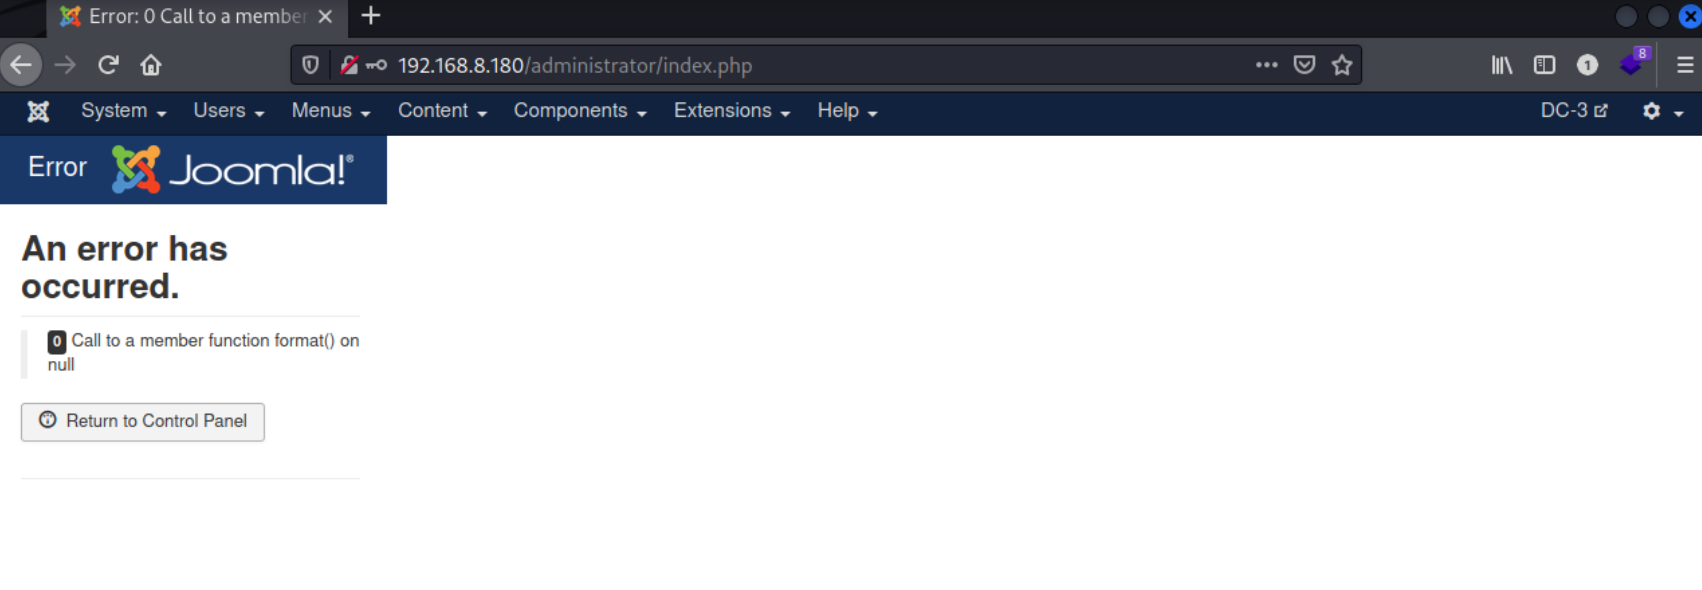 Error: 0 Call to a member
8
192.168.8.180/administrator/index.php
1
System Users Menus Content Components Extensions Help DC-3
Error Joomla!®
An error has
occurred.
0 Call to a member function format() on
null
Return to Control Panel